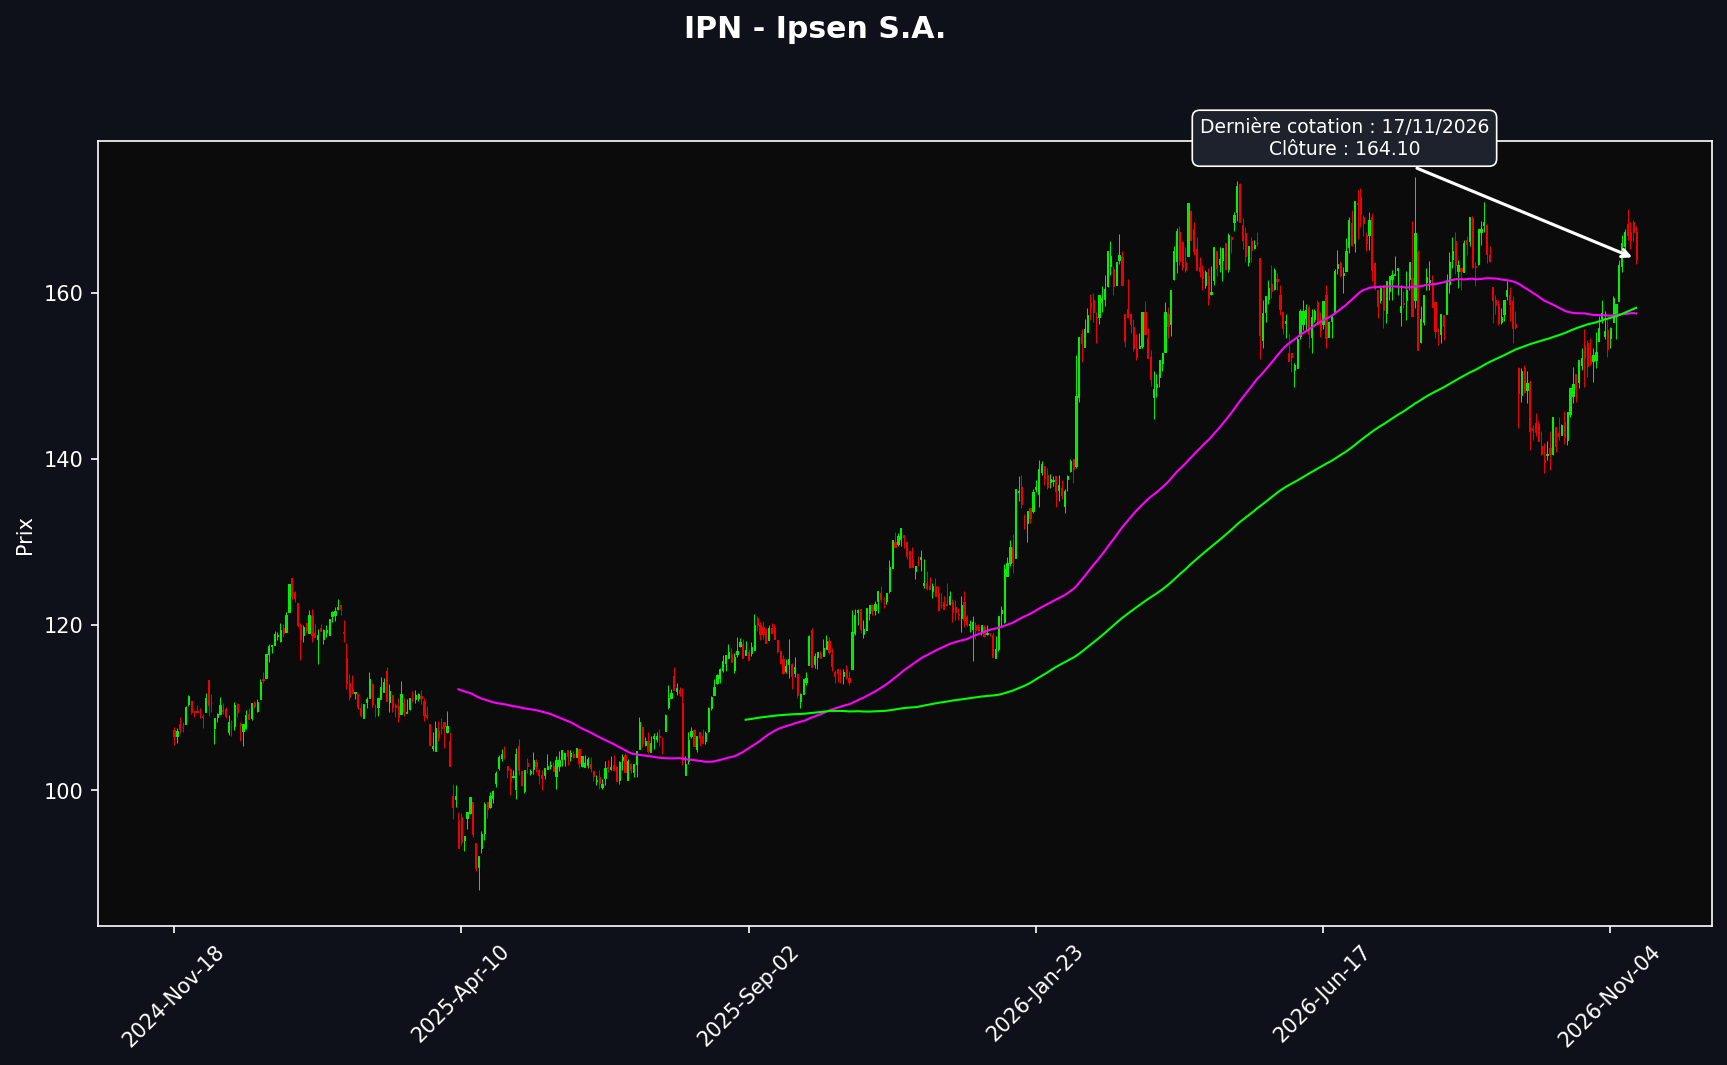 IPN - Ipsen S.A.
Dernière cotation : 17/11/2026
Clôture : 164.10
Prix
160
140
120
100
2024-Nov-18
2025-Apr-10
2025-Sep-02
2026-Jan-23
2026-Jun-17
2026-Nov-04